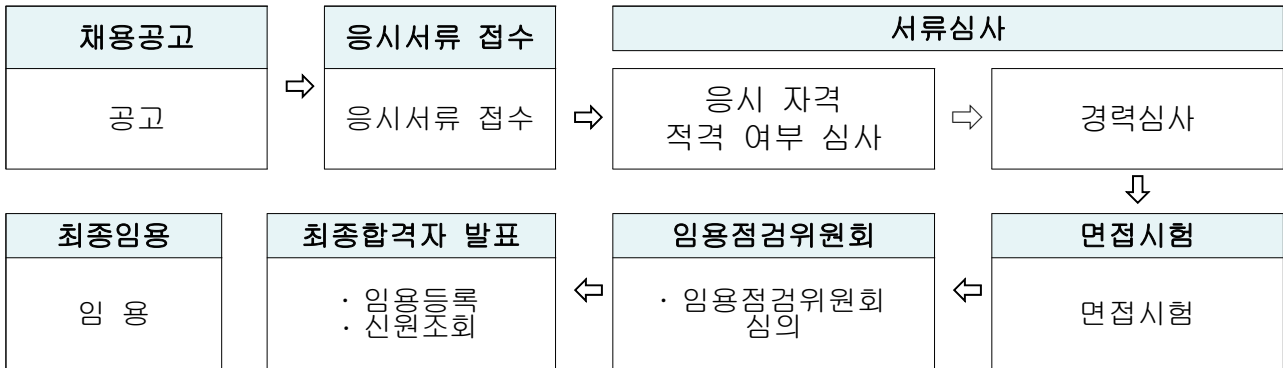 채용공고
공고
응시서류 접수
응시서류 접수
서류심사
응시 자격
적격 여부 심사
경력심사
면접시험
면접시험
임용점검위원회
· 임용점검위원회
심의
최종합격자 발표
· 임용등록
· 신원조회
최종임용
임 용